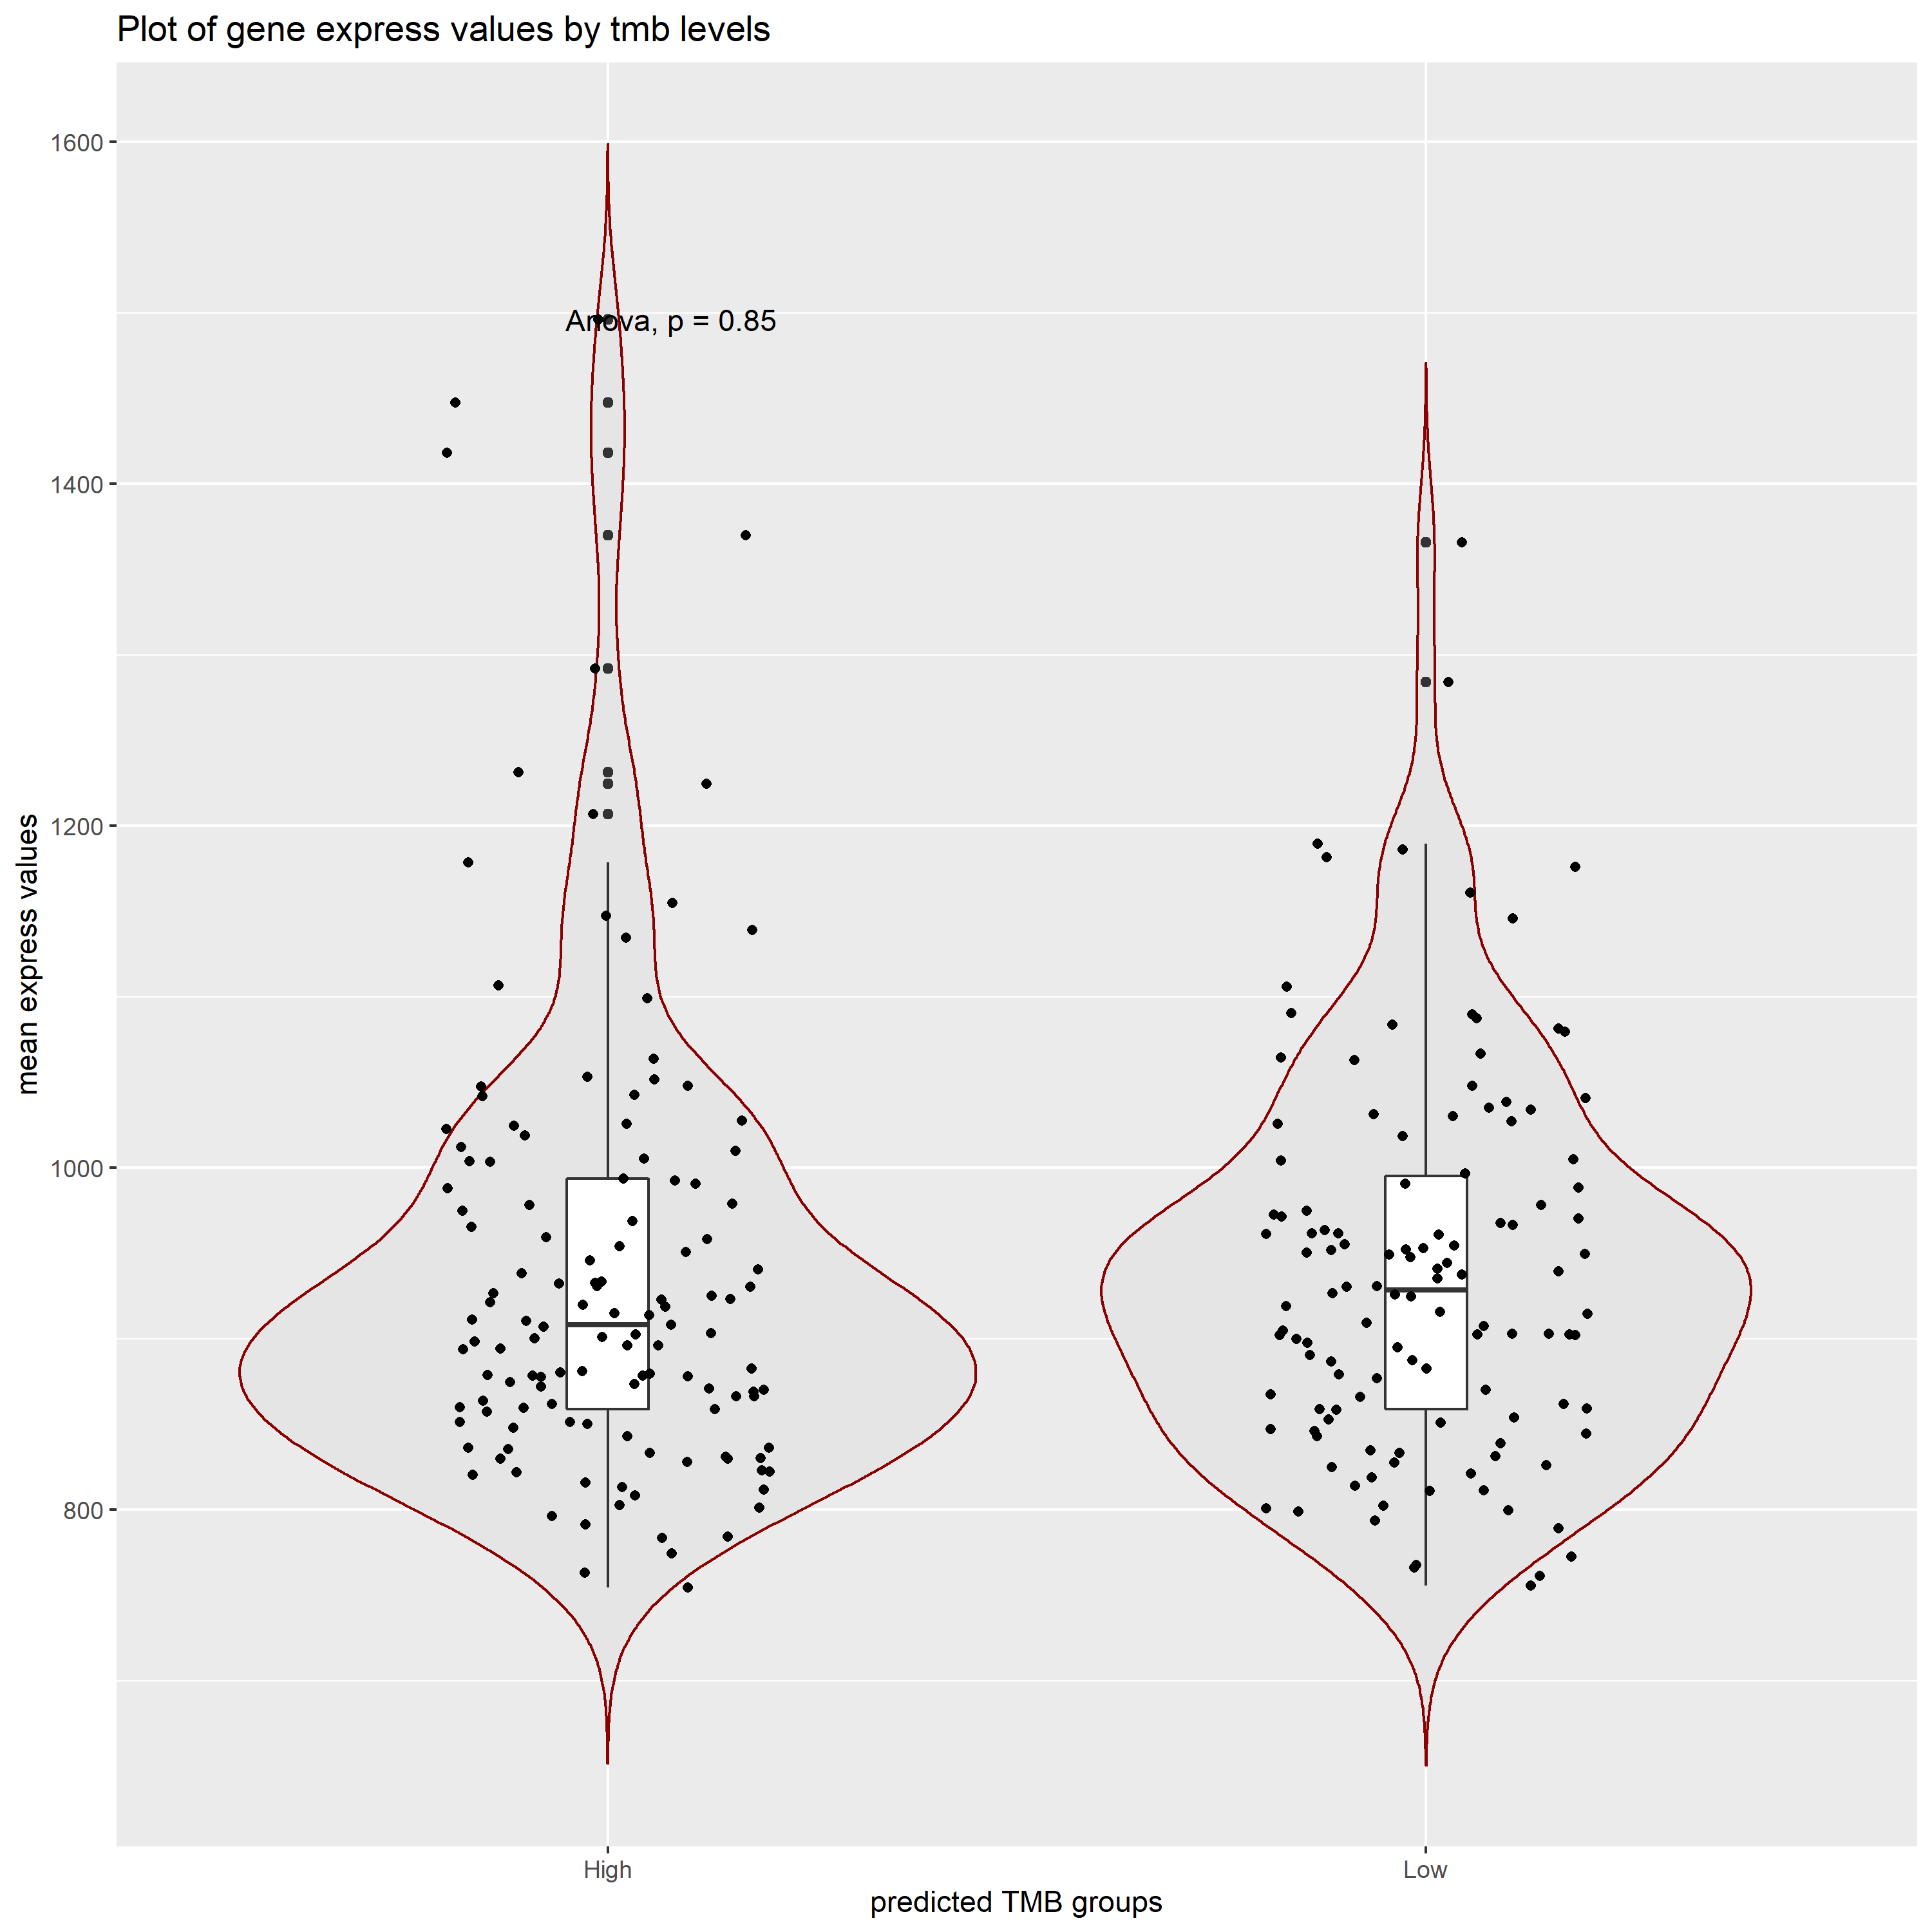 Plot of gene express values by tmb levels
1600
Anova, p = 0.85
1400
1200
mean express values
1000
800
High
Low
predicted TMB groups